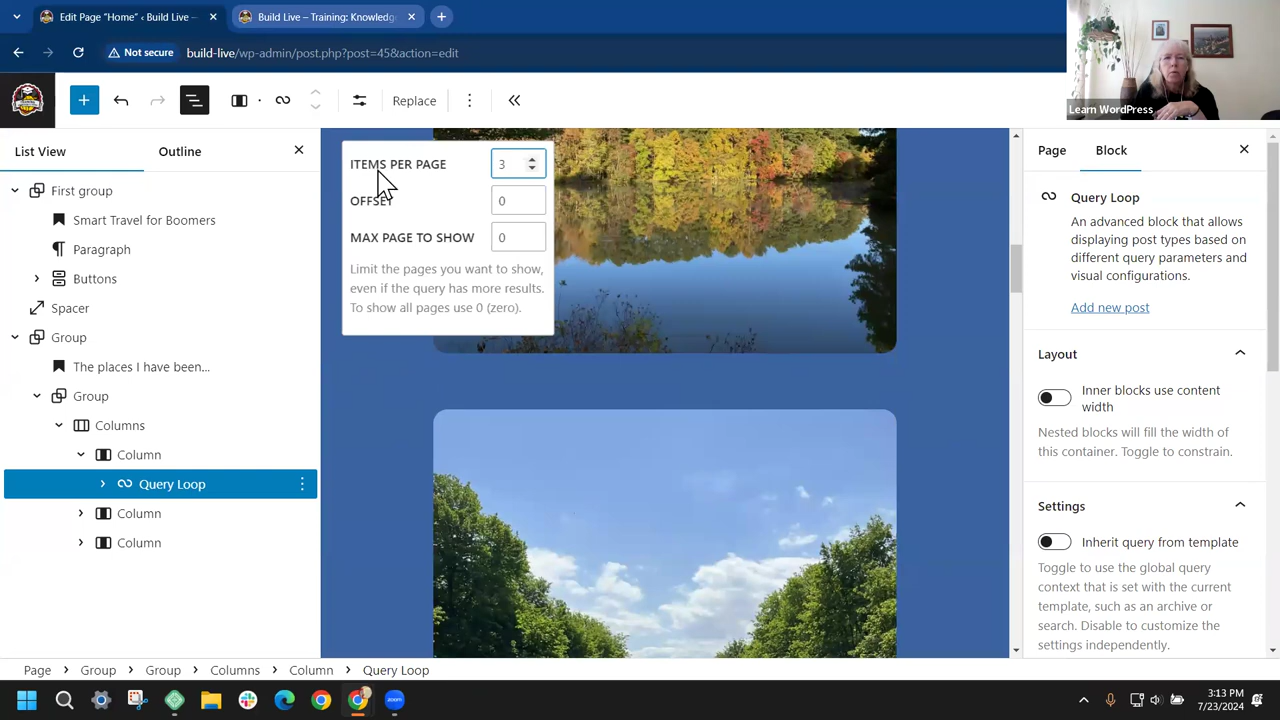 Edit Page “Home” ‹ Build Live –
Build Live – Training: Knowledg
Not secure
build-live/wp-admin/post.php?post=45&action=edit
Learn WordPress
Replace
List View
Outline
First group
Smart Travel for Boomers
Paragraph
Buttons
Spacer
Group
The places I have been...
Group
Columns
Column
Query Loop
Column
Column
ITEMS PER PAGE
3
OFFSET
0
MAX PAGE TO SHOW
0
Limit the pages you want to show,
even if the query has more results.
To show all pages use 0 (zero).
Page
Block
Query Loop
An advanced block that allows
displaying post types based on
different query parameters and
visual configurations.
Add new post
Layout
Inner blocks use content
width
Nested blocks will fill the width of
this container. Toggle to constrain.
Settings
Inherit query from template
Toggle to use the global query
context that is set with the current
template, such as an archive or
search. Disable to customize the
settings independently.
Page
Group
Group
Columns
Column
Query Loop
3:13 PM
7/23/2024